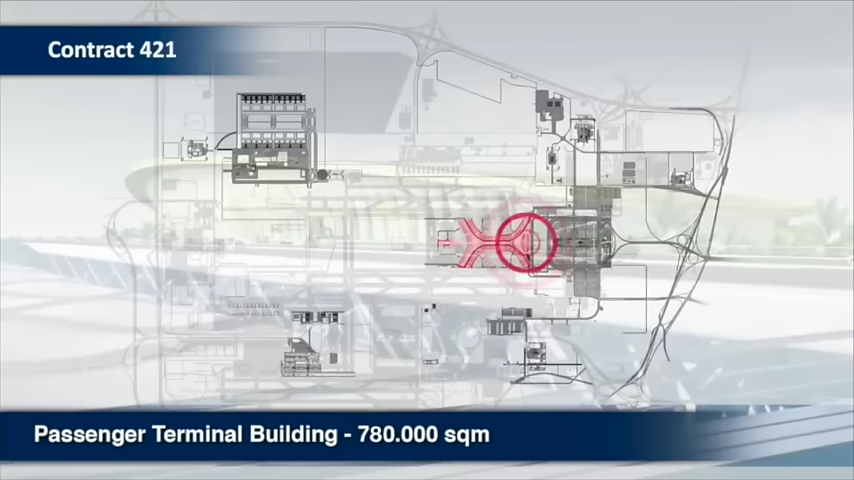 Contract 421
Passenger Terminal Building - 780.000 sqm